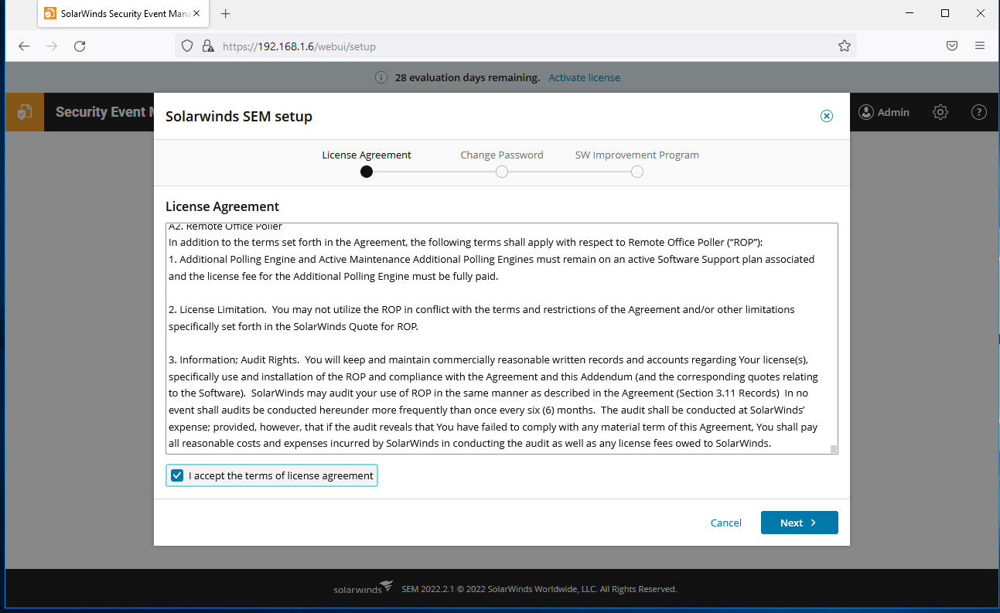 SolarWinds Security Event Mana
https://192.168.1.6/webui/setup
28 evaluation days remaining. Activate license
Security Event M
Admin
?
Solarwinds SEM setup
License Agreement
Change Password
SW Improvement Program
License Agreement
A2. Remote Office Poller
In addition to the terms set forth in the Agreement, the following terms shall apply with respect to Remote Office Poller (“ROP”):
1. Additional Polling Engine and Active Maintenance Additional Polling Engines must remain on an active Software Support plan associated
and the license fee for the Additional Polling Engine must be fully paid.
2. License Limitation.  You may not utilize the ROP in conflict with the terms and restrictions of the Agreement and/or other limitations
specifically set forth in the SolarWinds Quote for ROP.
3. Information; Audit Rights.  You will keep and maintain commercially reasonable written records and accounts regarding Your license(s),
specifically use and installation of the ROP and compliance with the Agreement and this Addendum (and the corresponding quotes relating
to the Software).  SolarWinds may audit your use of ROP in the same manner as described in the Agreement (Section 3.11 Records)  In no
event shall audits be conducted hereunder more frequently than once every six (6) months.  The audit shall be conducted at SolarWinds’
expense; provided, however, that if the audit reveals that You have failed to comply with any material term of this Agreement, You shall pay
all reasonable costs and expenses incurred by SolarWinds in conducting the audit as well as any license fees owed to SolarWinds.
I accept the terms of license agreement
Cancel
Next
solarwinds SEM 2022.2.1 © 2022 SolarWinds Worldwide, LLC. All Rights Reserved.